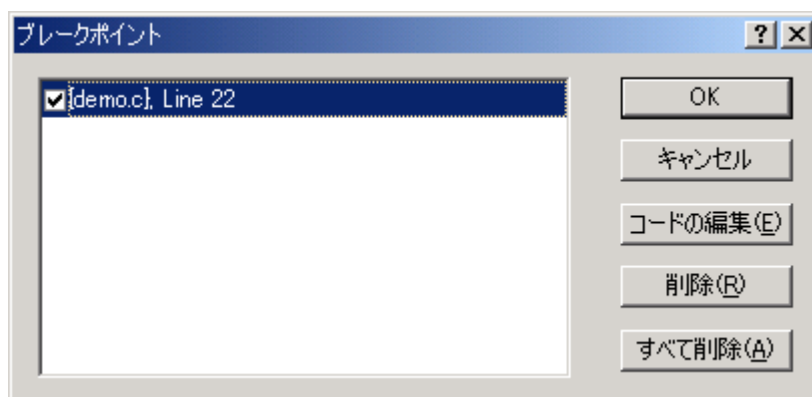 ブレークポイント
{demo.c}, Line 22
OK
キャンセル
コードの編集(E)
削除(R)
すべて削除(A)